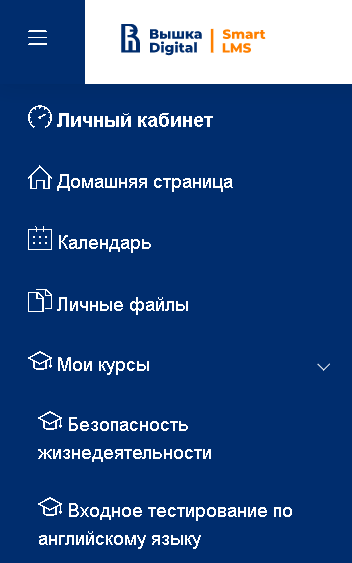 Вышка
Digital
Smart
LMS
Личный кабинет
Домашняя страница
Календарь
Личные файлы
Мои курсы
Безопасность
жизнедеятельности
Входное тестирование по
английскому языку